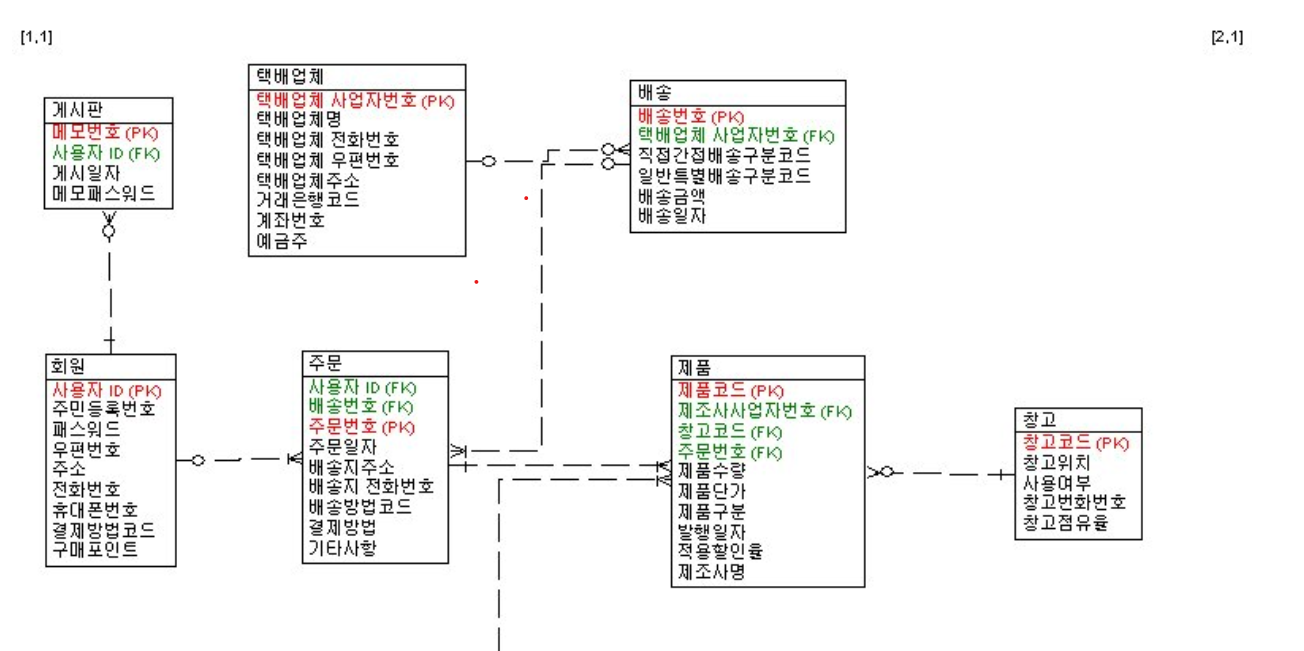 [1,1]
[2,1]
게시판
메모번호 (PK)
사용자 ID (FK)
게시일자
메모패스워드
택배업체
택배업체 사업자번호 (PK)
택배업체명
택배업체 전화번호
택배업체 우편번호
택배업체주소
거래은행코드
계좌번호
예금주
배송
배송번호 (PK)
택배업체 사업자번호 (FK)
직접간접배송구분코드
일반특별배송구분코드
배송금액
배송일자
회원
사용자 ID (PK)
주민등록번호
패스워드
우편번호
주소
전화번호
휴대폰번호
결제방법코드
구매포인트
주문
사용자 ID (FK)
배송번호 (FK)
주문번호 (PK)
주문일자
배송지주소
배송지 전화번호
배송방법코드
결제방법
기타사항
제품
제품코드 (PK)
제조사사업자번호 (FK)
창고코드 (FK)
주문번호 (FK)
제품수량
제품단가
제품구분
발행일자
적용할인율
제조사명
창고
창고코드 (PK)
창고위치
사용여부
창고번화번호
창고점유율